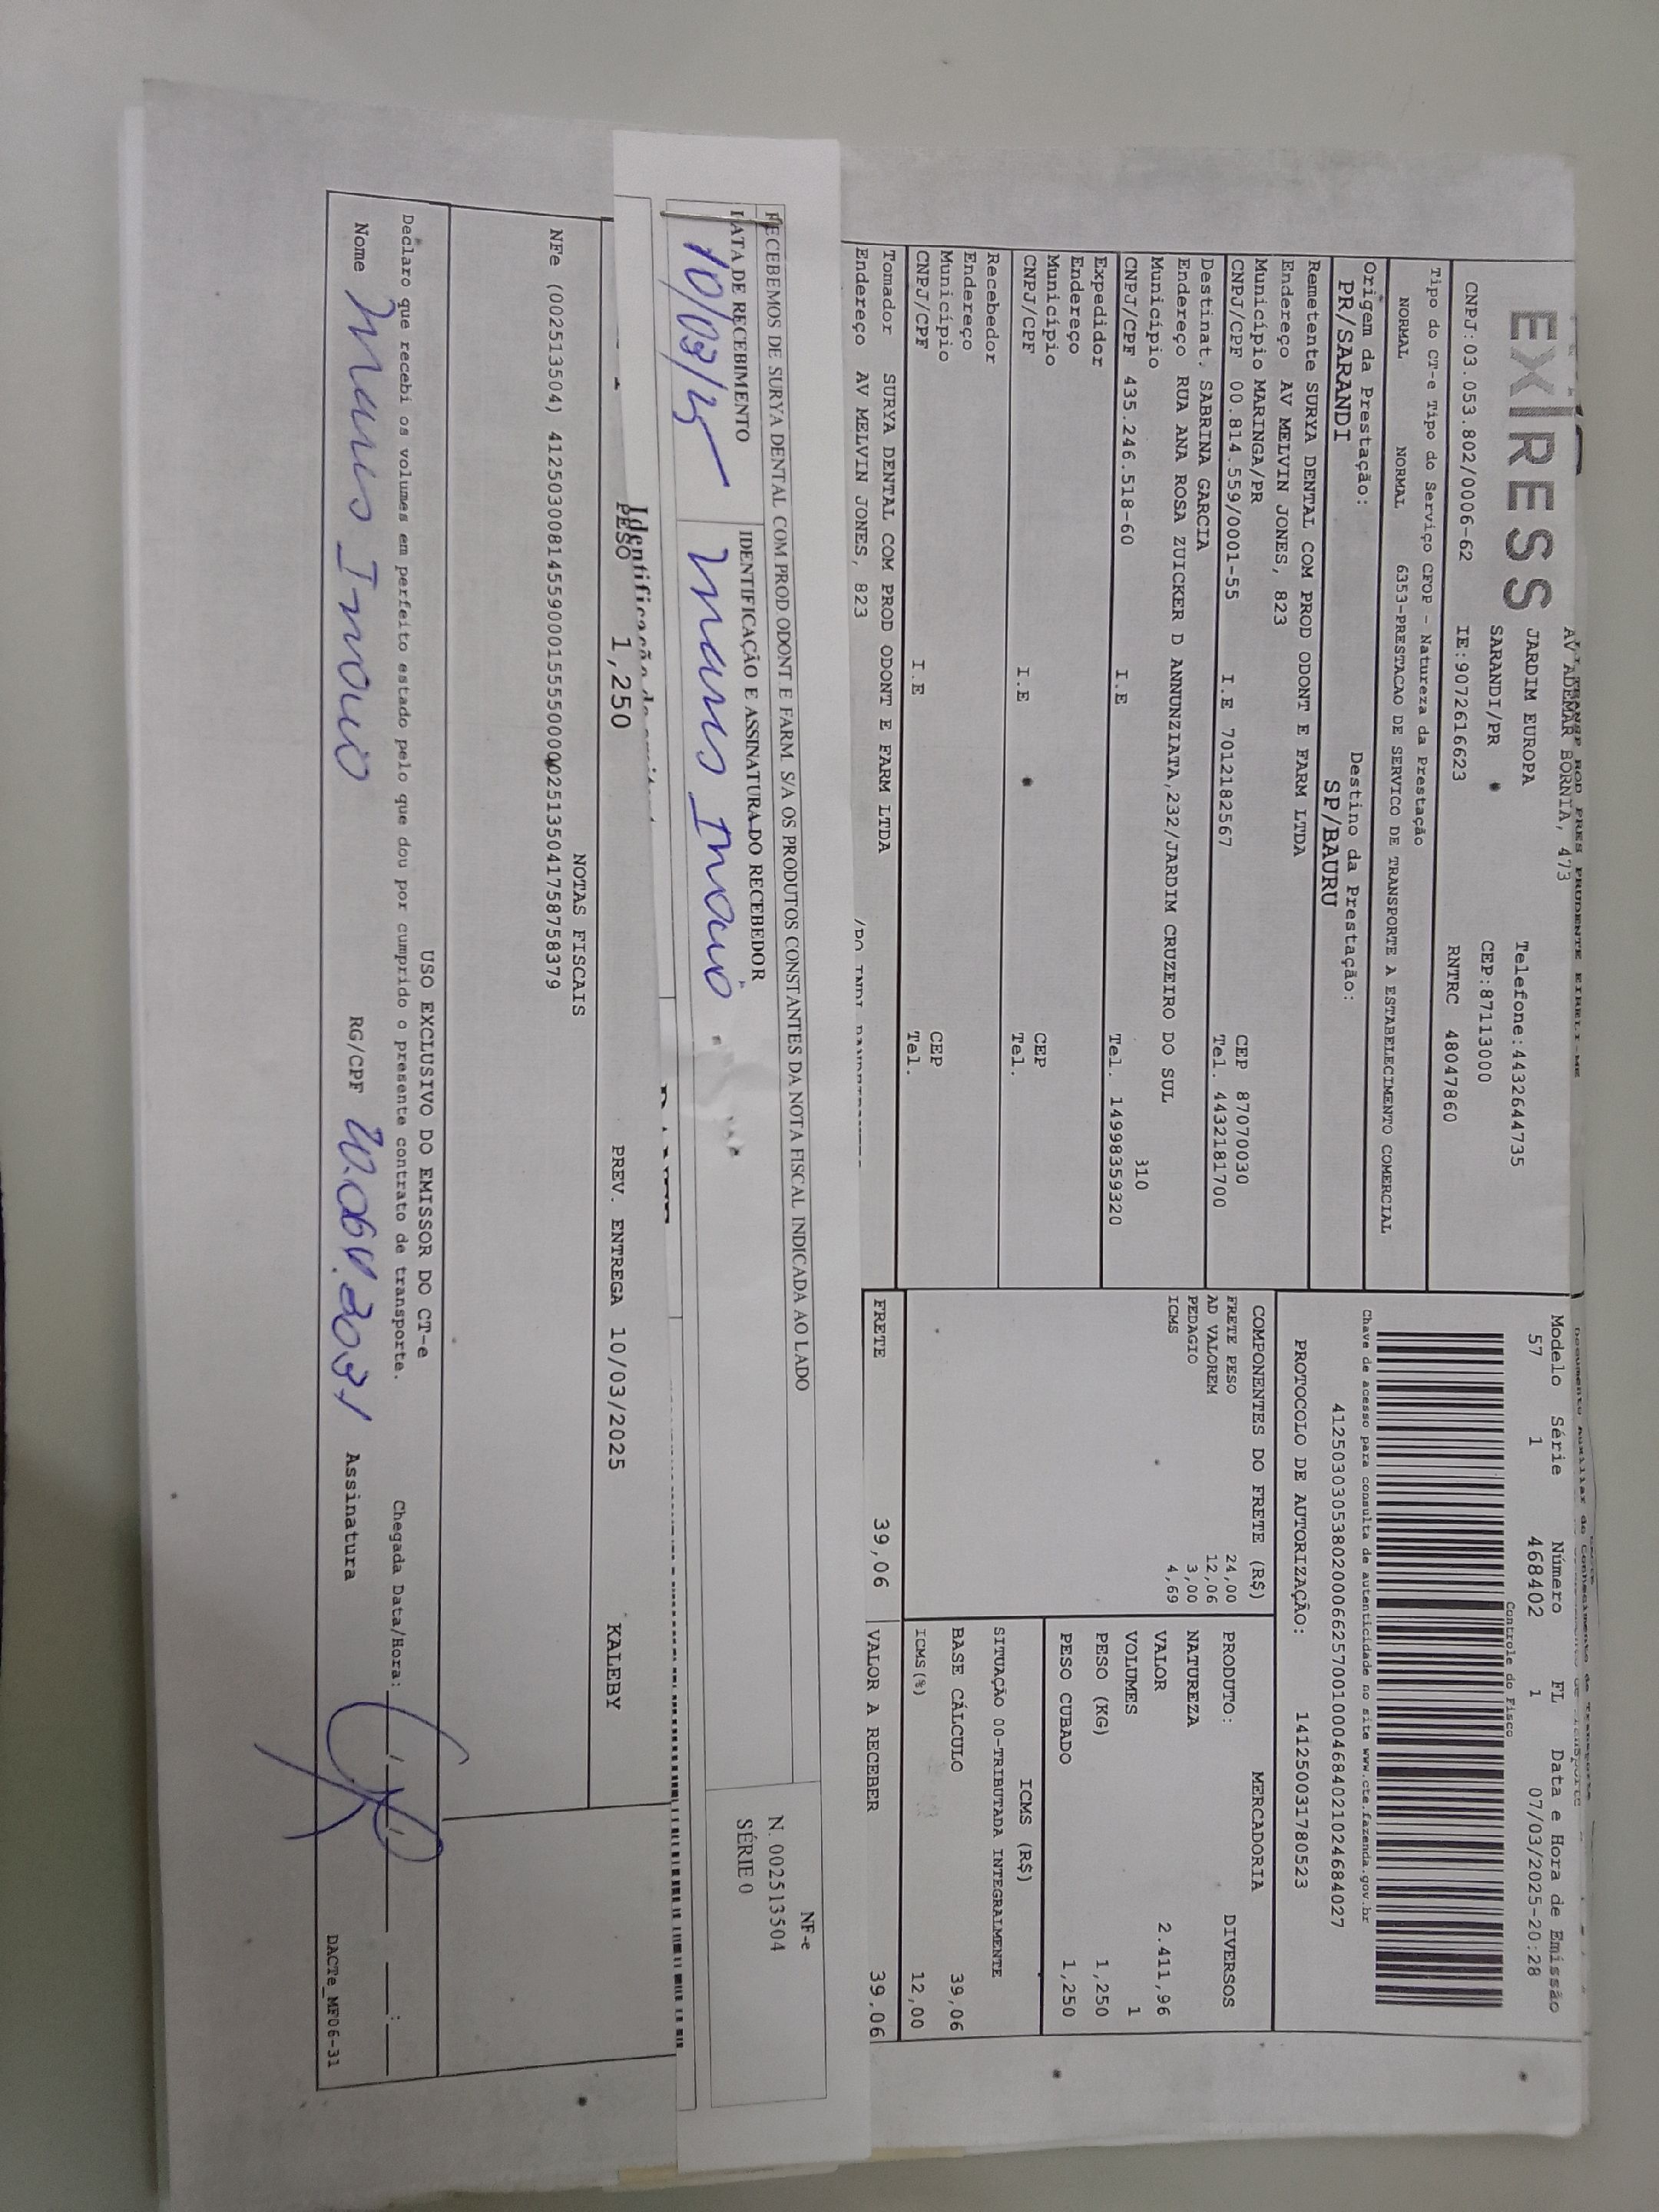 EXPRESS
AV ADEMAR BORNIA, 473
JARDIM EUROPA
Telefone:4432644735
SARANDI/PR
CEP:87113000
CNPJ:03.053.802/0006-62 IE:9072616623 RNTRC 48047860
Modelo Série Número FL Data e Hora de Emissão
57 1 468402 1 07/03/2025-20:28
Controle do Fisco
Tipo do CT-e Tipo do Serviço CFOP - Natureza da Prestação
NORMAL NORMAL 6353-PRESTACAO DE SERVICO DE TRANSPORTE A ESTABELECIMENTO COMERCIAL
Chave de acesso para consulta de autenticidade no site www.cte.fazenda.gov.br
41250303053802000662570010004684021024684027
Origem da Prestação: Destino da Prestação:
PR/SARANDI SP/BAURU
PROTOCOLO DE AUTORIZAÇÃO: 141250031780523
Remetente SURYA DENTAL COM PROD ODONT E FARM LTDA
Endereço AV MELVIN JONES, 823
Município MARINGA/PR CEP 87070030
CNPJ/CPF 00.814.559/0001-55 I.E 7012182567 Tel. 4432181700
Destinat. SABRINA GARCIA
Endereço RUA ANA ROSA ZUICKER D ANNUNZIATA,232/JARDIM CRUZEIRO DO SUL
Município 310
CNPJ/CPF 435.246.518-60 I.E Tel. 14998359320
Expedidor
Endereço
Município CEP
CNPJ/CPF I.E Tel.
Recebedor
Endereço
Município CEP
CNPJ/CPF I.E Tel.
Tomador SURYA DENTAL COM PROD ODONT E FARM LTDA
Endereço AV MELVIN JONES, 823
COMPONENTES DO FRETE (R$)
FRETE PESO 24,00
AD VALOREM 12,06
PEDAGIO 3,00
ICMS 4,69
MERCADORIA
PRODUTO: DIVERSOS
NATUREZA
VALOR 2.411,96
VOLUMES 1
PESO (KG) 1,250
PESO CUBADO 1,250
ICMS (R$)
SITUAÇÃO 00-TRIBUTADA INTEGRALMENTE
BASE CÁLCULO 39,06
ICMS(%) 12,00
FRETE 39,06 VALOR A RECEBER 39,06
RECEBEMOS DE SURYA DENTAL COM PROD ODONT E FARM S/A OS PRODUTOS CONSTANTES DA NOTA FISCAL INDICADA AO LADO
DATA DE RECEBIMENTO IDENTIFICAÇÃO E ASSINATURA DO RECEBEDOR
10/03/25
NF-e
N. 002513504
SÉRIE 0
PESO 1,250 PREV. ENTREGA 10/03/2025 KALEBY
NOTAS FISCAIS
NFe (002513504) 41250300814559000155550000025135041758758379
USO EXCLUSIVO DO EMISSOR DO CT-e
Declaro que recebi os volumes em perfeito estado pelo que dou por cumprido o presente contrato de transporte. Chegada Data/Hora:
Nome RG/CPF Assinatura
DACTe_MF06-31